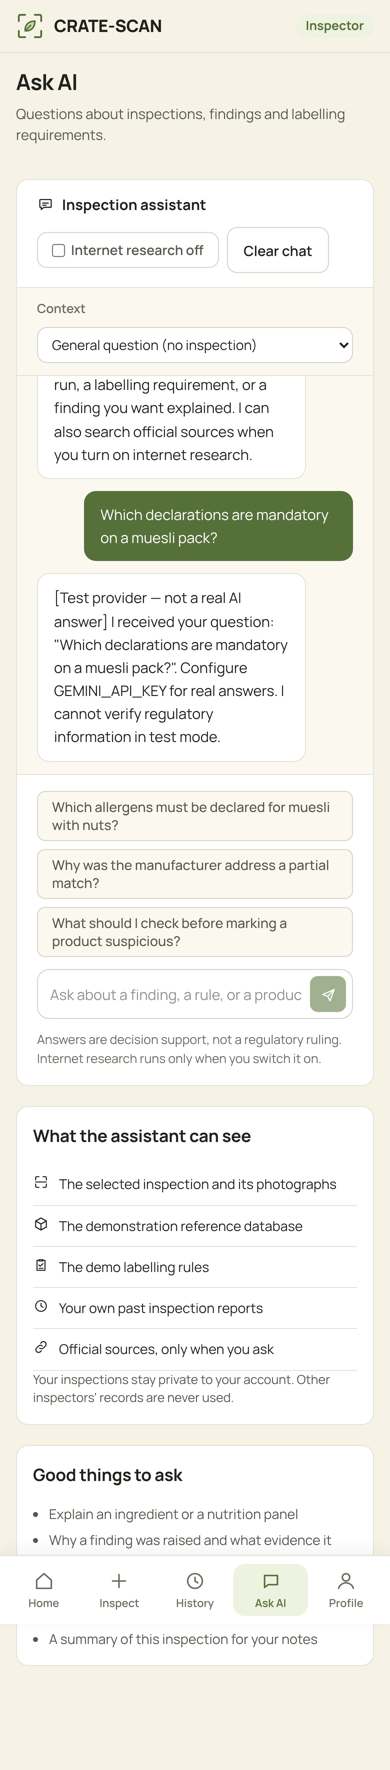 CRATE-SCAN
Inspector
Ask AI
Questions about inspections, findings and labelling
requirements.
Inspection assistant
Internet research off
Clear chat
Context
General question (no inspection)
run, a labelling requirement, or a
finding you want explained. I can
also search official sources when
you turn on internet research.
Which declarations are mandatory
on a muesli pack?
[Test provider — not a real AI
answer] I received your question:
"Which declarations are mandatory
on a muesli pack?". Configure
GEMINI_API_KEY for real answers. I
cannot verify regulatory
information in test mode.
Which allergens must be declared for muesli
with nuts?
Why was the manufacturer address a partial
match?
What should I check before marking a
product suspicious?
Ask about a finding, a rule, or a produc
Answers are decision support, not a regulatory ruling.
Internet research runs only when you switch it on.
What the assistant can see
The selected inspection and its photographs
The demonstration reference database
The demo labelling rules
Your own past inspection reports
Official sources, only when you ask
Your inspections stay private to your account. Other
inspectors' records are never used.
Good things to ask
Explain an ingredient or a nutrition panel
Why a finding was raised and what evidence it
Home
Inspect
History
Ask AI
Profile
A summary of this inspection for your notes